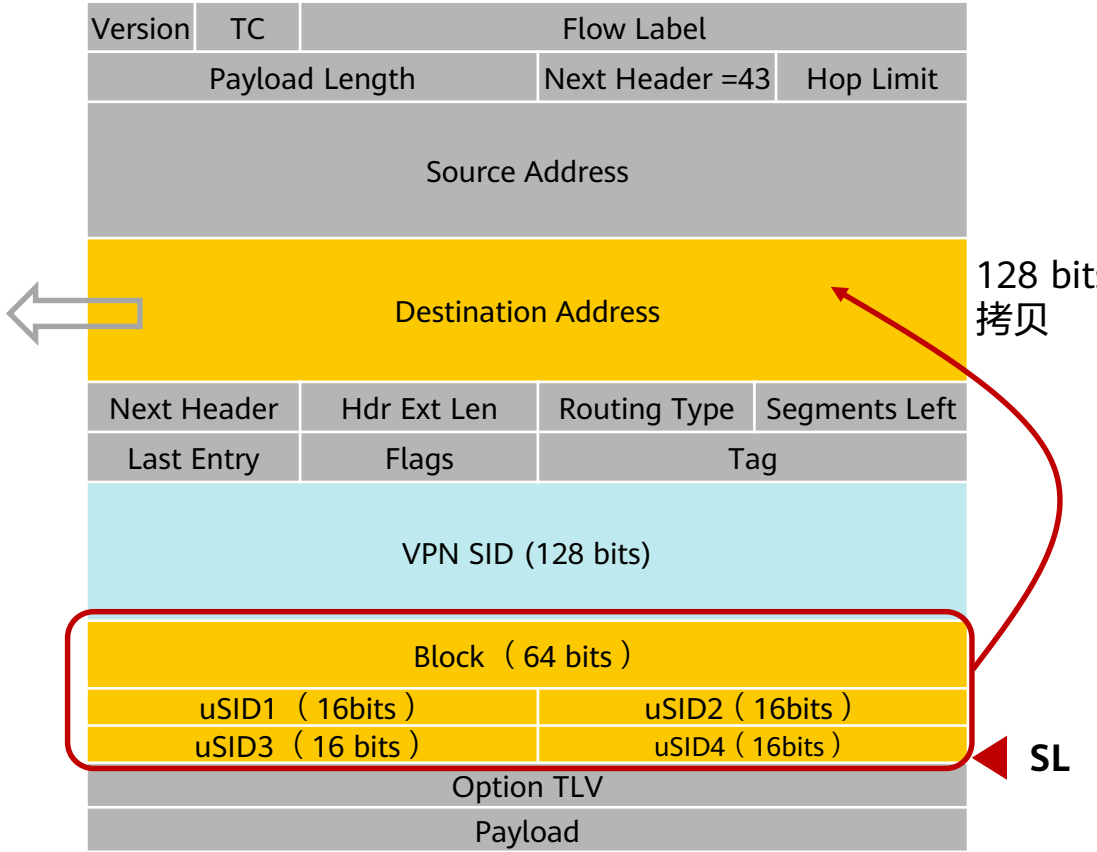 Version TC Flow Label
Payload Length Next Header =43 Hop Limit
Source Address
128 bits
拷贝
Destination Address
Next Header Hdr Ext Len Routing Type Segments Left
Last Entry Flags Tag
VPN SID (128 bits)
Block （64 bits）
uSID1 （16bits） uSID2（16bits）
uSID3 （16 bits） uSID4（16bits）
SL
Option TLV
Payload